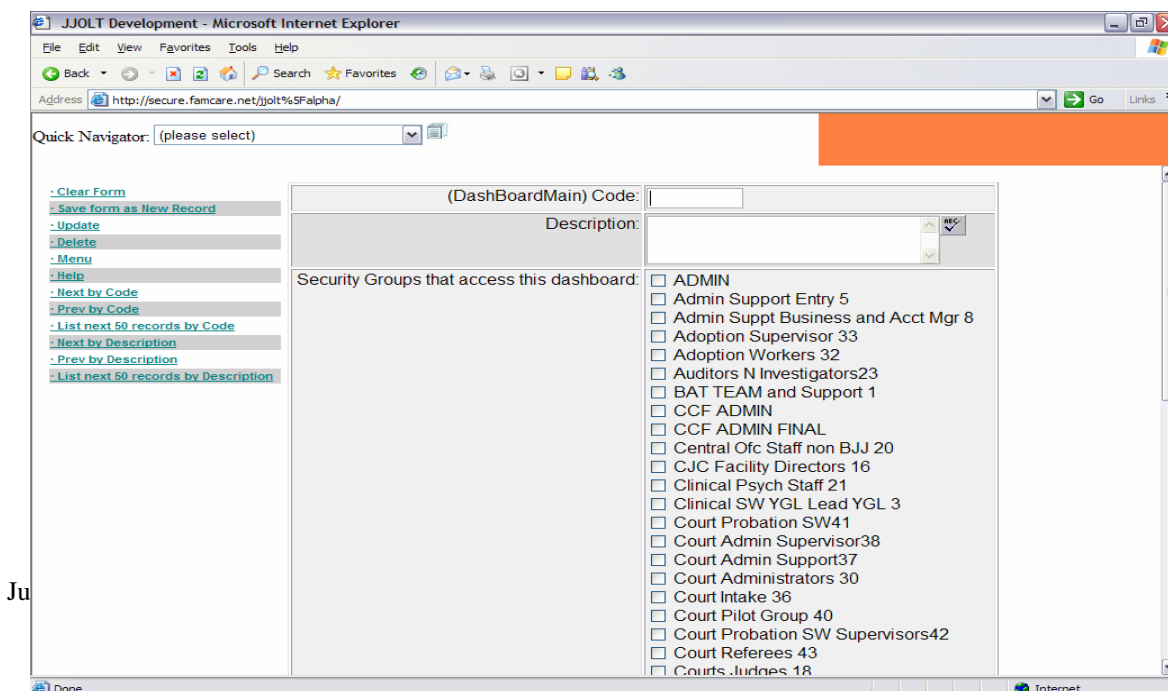 JJOLT Development - Microsoft Internet Explorer
File Edit View Favorites Tools Help
Back Search Favorites
Address http://secure.famcare.net/jjolt%5Falpha/ Go Links »
Quick Navigator: (please select)
· Clear Form
· Save form as New Record
· Update
· Delete
· Menu
· Help
· Next by Code
· Prev by Code
· List next 50 records by Code
· Next by Description
· Prev by Description
· List next 50 records by Description
(DashBoardMain) Code:
Description: ABC
Security Groups that access this dashboard:
ADMIN
Admin Support Entry 5
Admin Suppt Business and Acct Mgr 8
Adoption Supervisor 33
Adoption Workers 32
Auditors N Investigators23
BAT TEAM and Support 1
CCF ADMIN
CCF ADMIN FINAL
Central Ofc Staff non BJJ 20
CJC Facility Directors 16
Clinical Psych Staff 21
Clinical SW YGL Lead YGL 3
Court Probation SW41
Court Admin Supervisor38
Court Admin Support37
Court Administrators 30
Court Intake 36
Court Pilot Group 40
Court Probation SW Supervisors42
Court Referees 43
Courts Judges 18
Ju
Done Internet